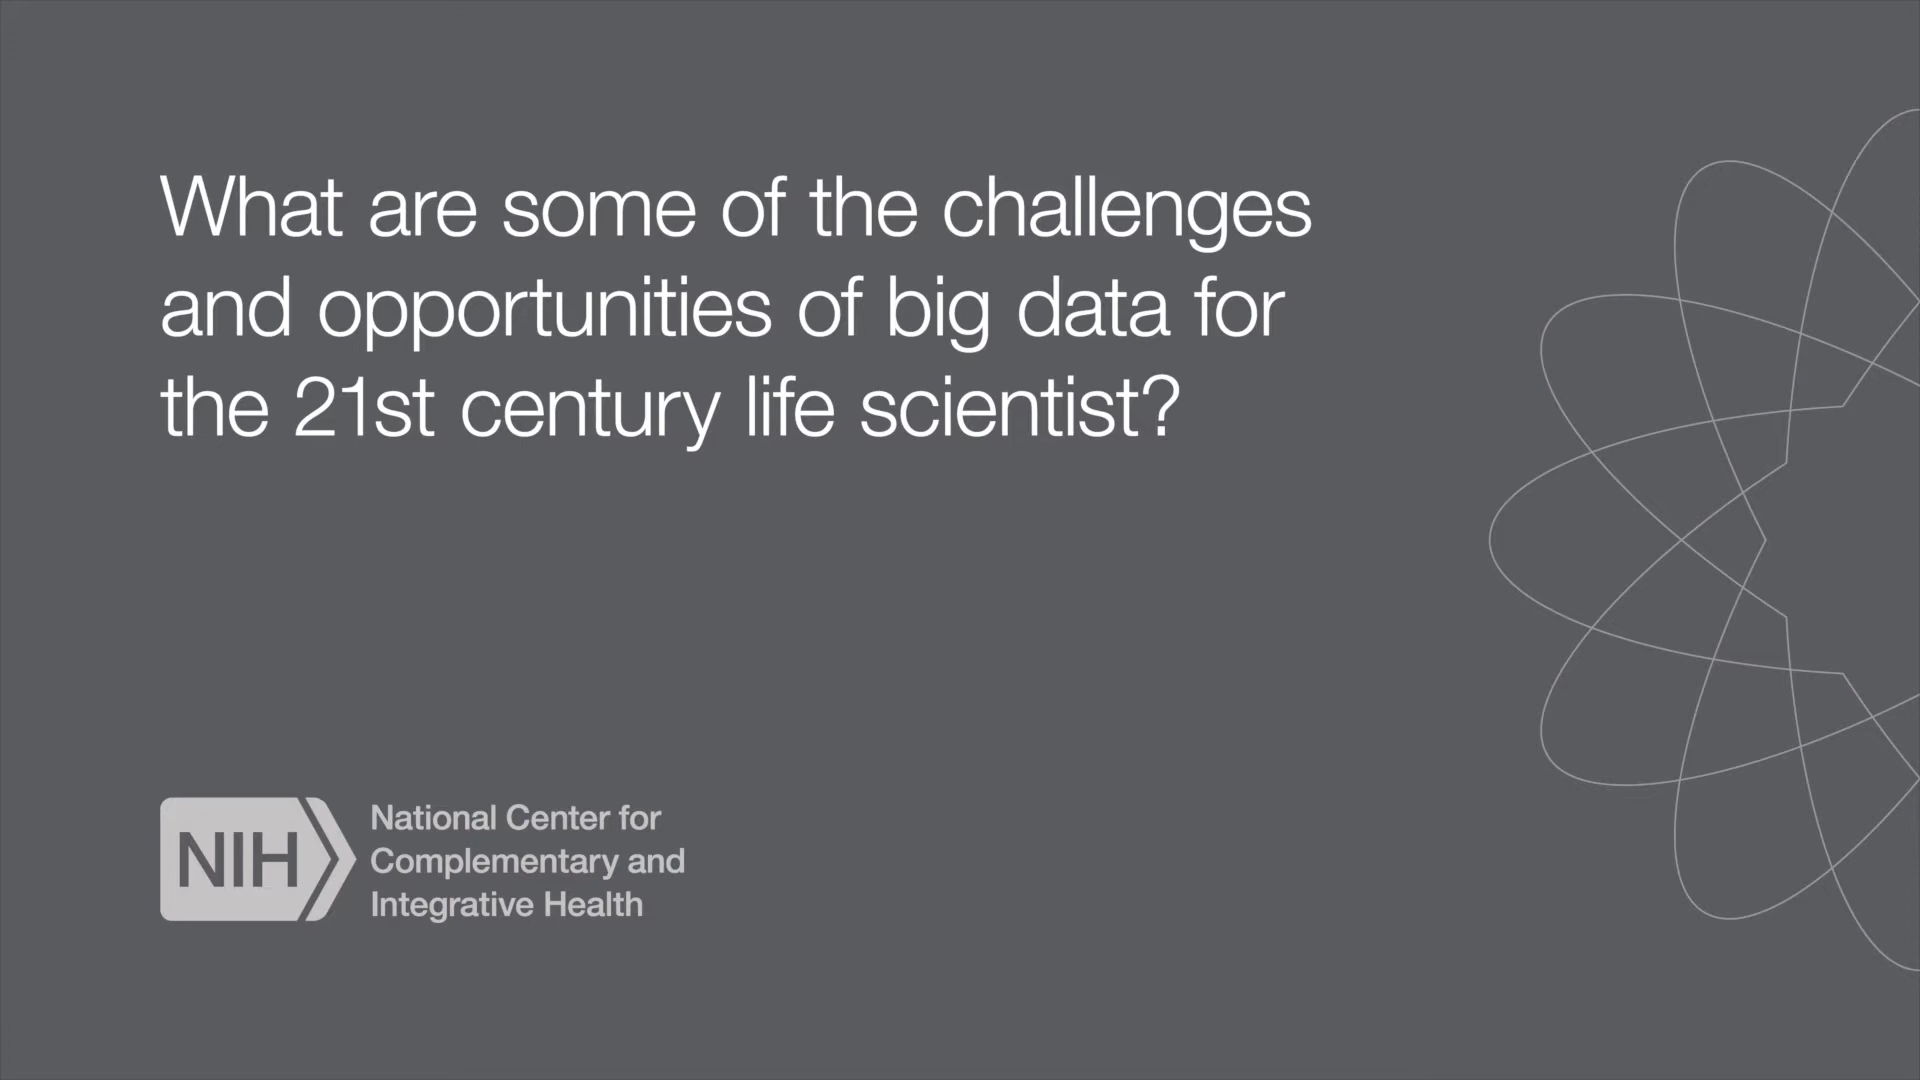 What are some of the challenges
and opportunities of big data for
the 21st century life scientist?
NIH
National Center for
Complementary and
Integrative Health